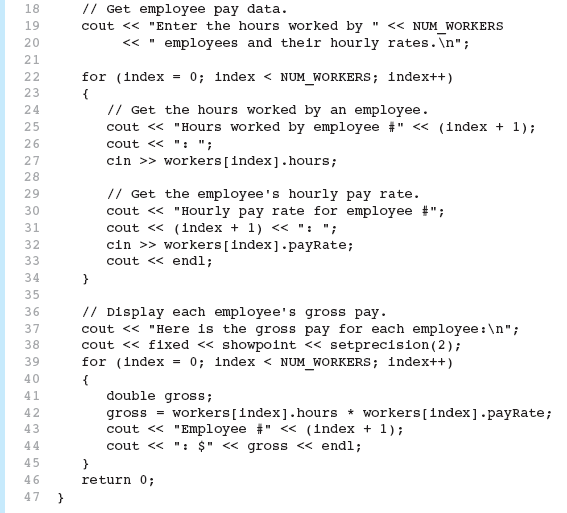 18 // Get employee pay data.
19 cout << "Enter the hours worked by " << NUM_WORKERS
20 << " employees and their hourly rates.\n";
21
22 for (index = 0; index < NUM_WORKERS; index++)
23 {
24 // Get the hours worked by an employee.
25 cout << "Hours worked by employee #" << (index + 1);
26 cout << ": ";
27 cin >> workers[index].hours;
28
29 // Get the employee's hourly pay rate.
30 cout << "Hourly pay rate for employee #";
31 cout << (index + 1) << ": ";
32 cin >> workers[index].payRate;
33 cout << endl;
34 }
35
36 // Display each employee's gross pay.
37 cout << "Here is the gross pay for each employee:\n";
38 cout << fixed << showpoint << setprecision(2);
39 for (index = 0; index < NUM_WORKERS; index++)
40 {
41 double gross;
42 gross = workers[index].hours * workers[index].payRate;
43 cout << "Employee #" << (index + 1);
44 cout << ": $" << gross << endl;
45 }
46 return 0;
47 }